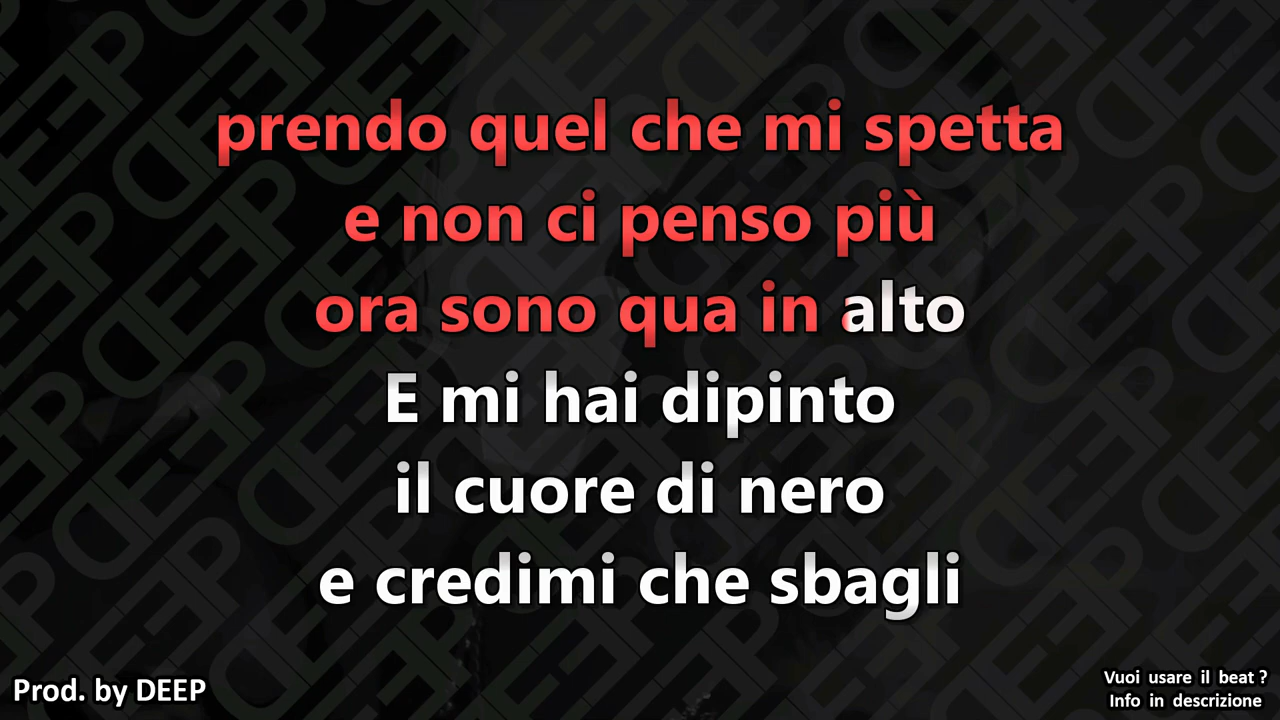 prendo quel che mi spetta
e non ci penso più
ora sono qua in alto
E mi hai dipinto
il cuore di nero
e credimi che sbagli
Prod. by DEEP
Vuoi usare il beat ?
Info in descrizione